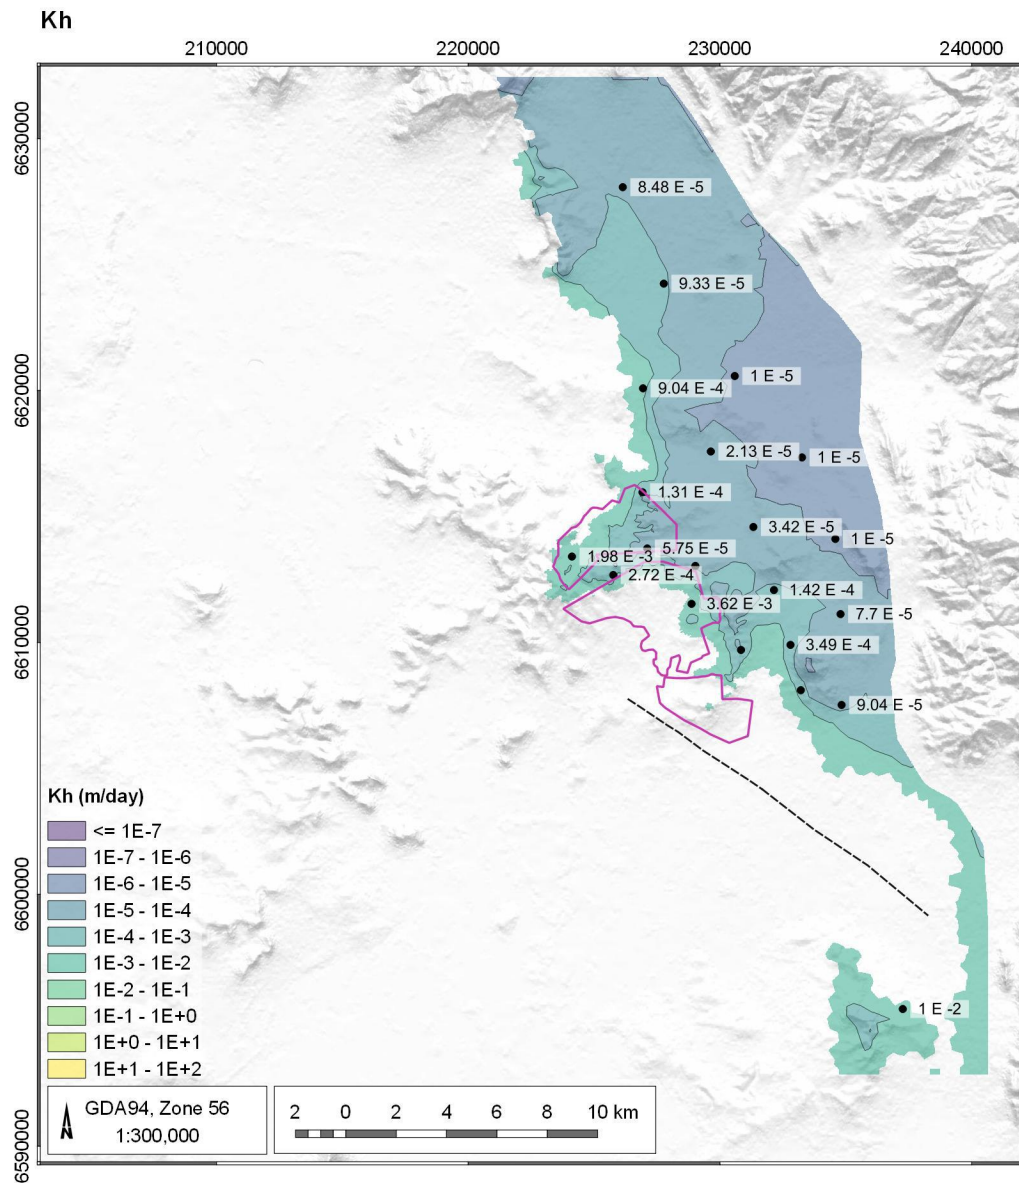 Kh
210000
220000
230000
240000
6630000
6620000
6610000
6600000
6590000
8.48 E -5
9.33 E -5
1 E -5
9.04 E -4
2.13 E -5
1 E -5
1.31 E -4
3.42 E -5
1 E -5
5.75 E -5
1.98 E -3
2.72 E -4
1.42 E -4
3.62 E -3
7.7 E -5
3.49 E -4
9.04 E -5
1 E -2
Kh (m/day)
<= 1E-7
1E-7 - 1E-6
1E-6 - 1E-5
1E-5 - 1E-4
1E-4 - 1E-3
1E-3 - 1E-2
1E-2 - 1E-1
1E-1 - 1E+0
1E+0 - 1E+1
1E+1 - 1E+2
N
GDA94, Zone 56
1:300,000
2 0 2 4 6 8 10 km